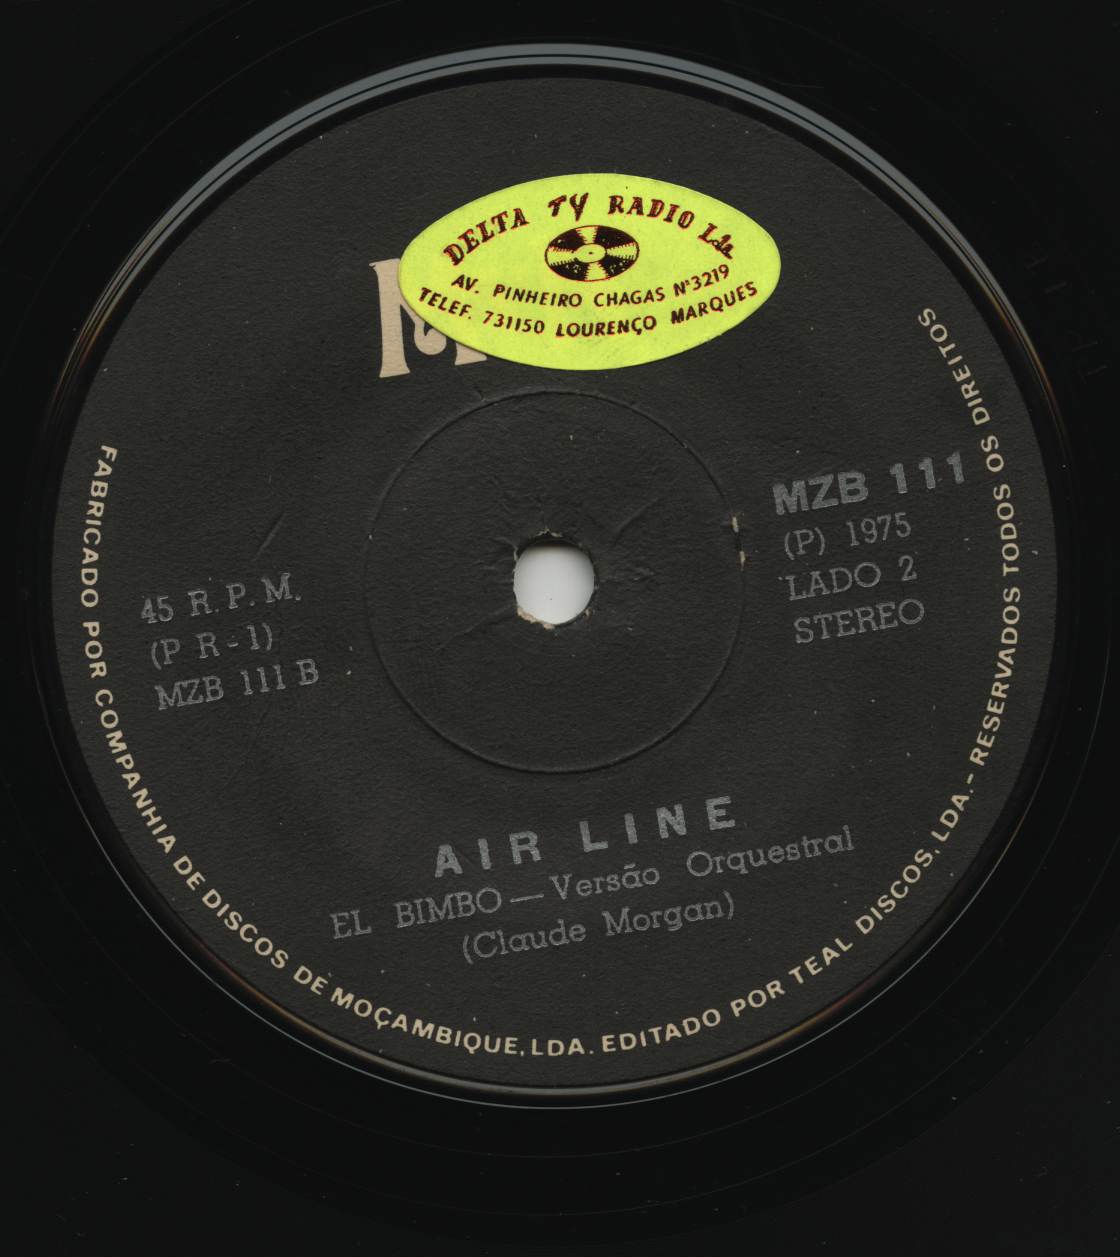 DELTA TV RADIO Lda
AV. PINHEIRO CHAGAS Nº3219
TELEF. 731150 LOURENÇO MARQUES
MZB 111
(P) 1975
LADO 2
STEREO
45 R.P.M.
(P R-1)
MZB 111 B
AIR LINE
EL BIMBO — Versão Orquestral
(Claude Morgan)
FABRICADO POR COMPANHIA DE DISCOS DE MOÇAMBIQUE, LDA. EDITADO POR TEAL DISCOS, LDA. - RESERVADOS TODOS OS DIREITOS